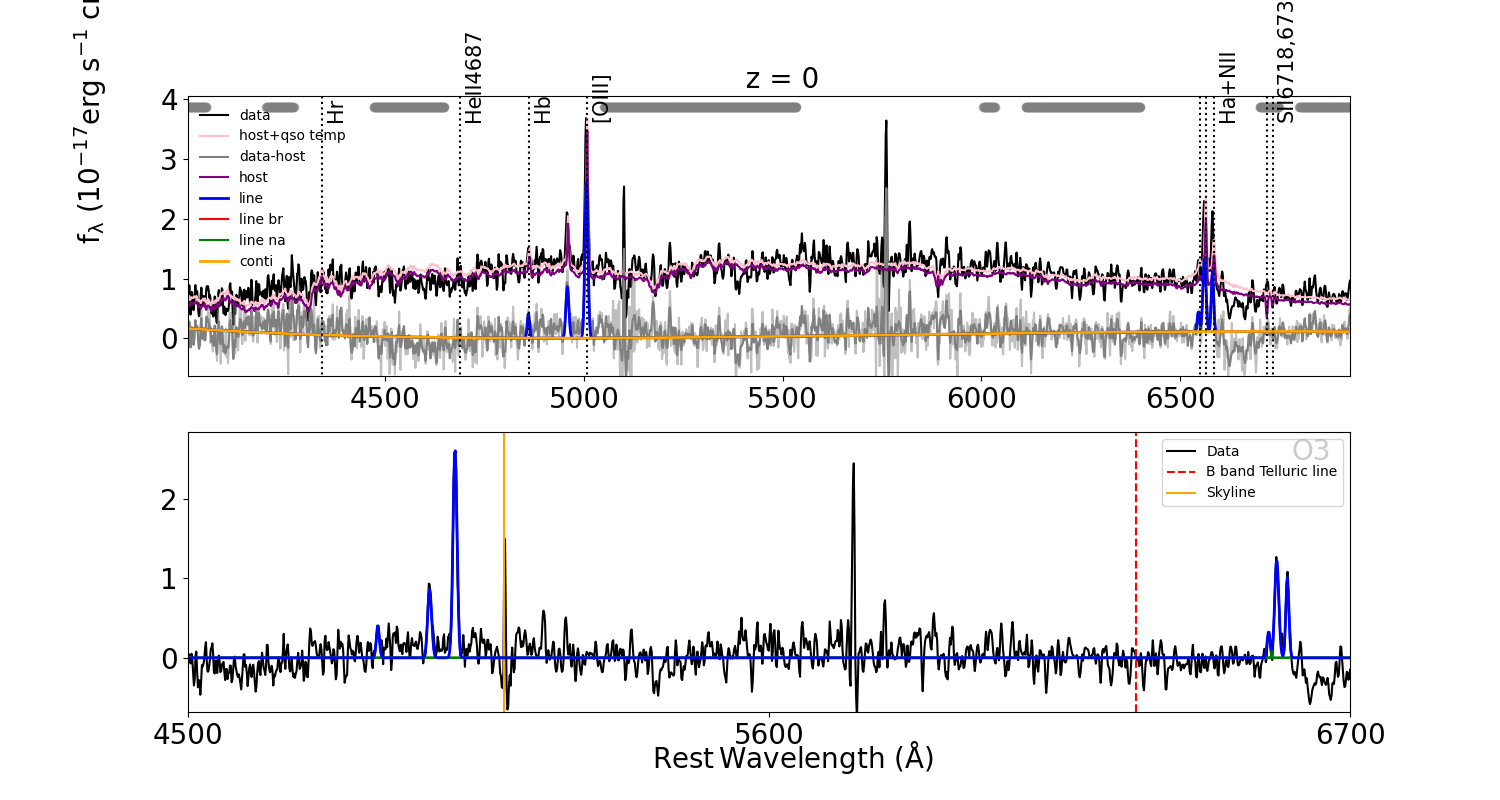 z = 0
f_λ (10^−17 erg s^−1 c
Hr
HeII4687
Hb
[OIII]
Ha+NII
SII6718,673
4
3
2
1
0
data
host+qso temp
data-host
host
line
line br
line na
conti
4500
5000
5500
6000
6500
O3
Data
B band Telluric line
Skyline
2
1
0
4500
5600
6700
Rest Wavelength (Å)